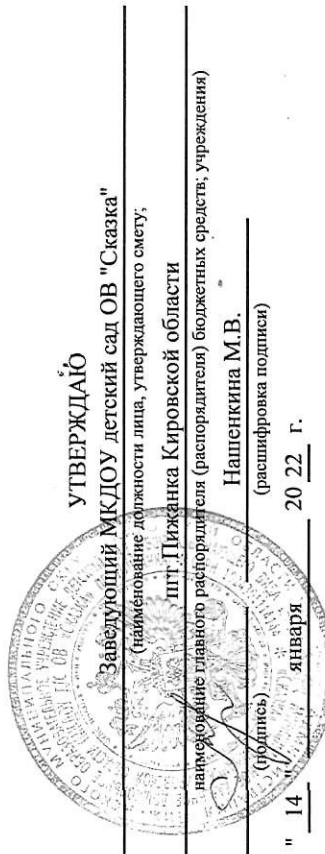 УТВЕРЖДАЮ
Заведующий МКДОУ детский сад ОВ "Сказка"
(наименование должности лица, утверждающего смету;
пгт Пижанка Кировской области
наименование главного распорядителя (распорядителя) бюджетных средств; учреждения)
Нашенкина М.В.
(подпись) (расшифровка подписи)
" 14 " января 20 22 г.